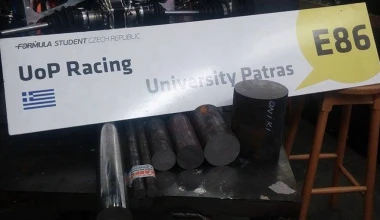 FORMULA STUDENT CZECH REPUBLIC
UoP Racing
University Patras
E86